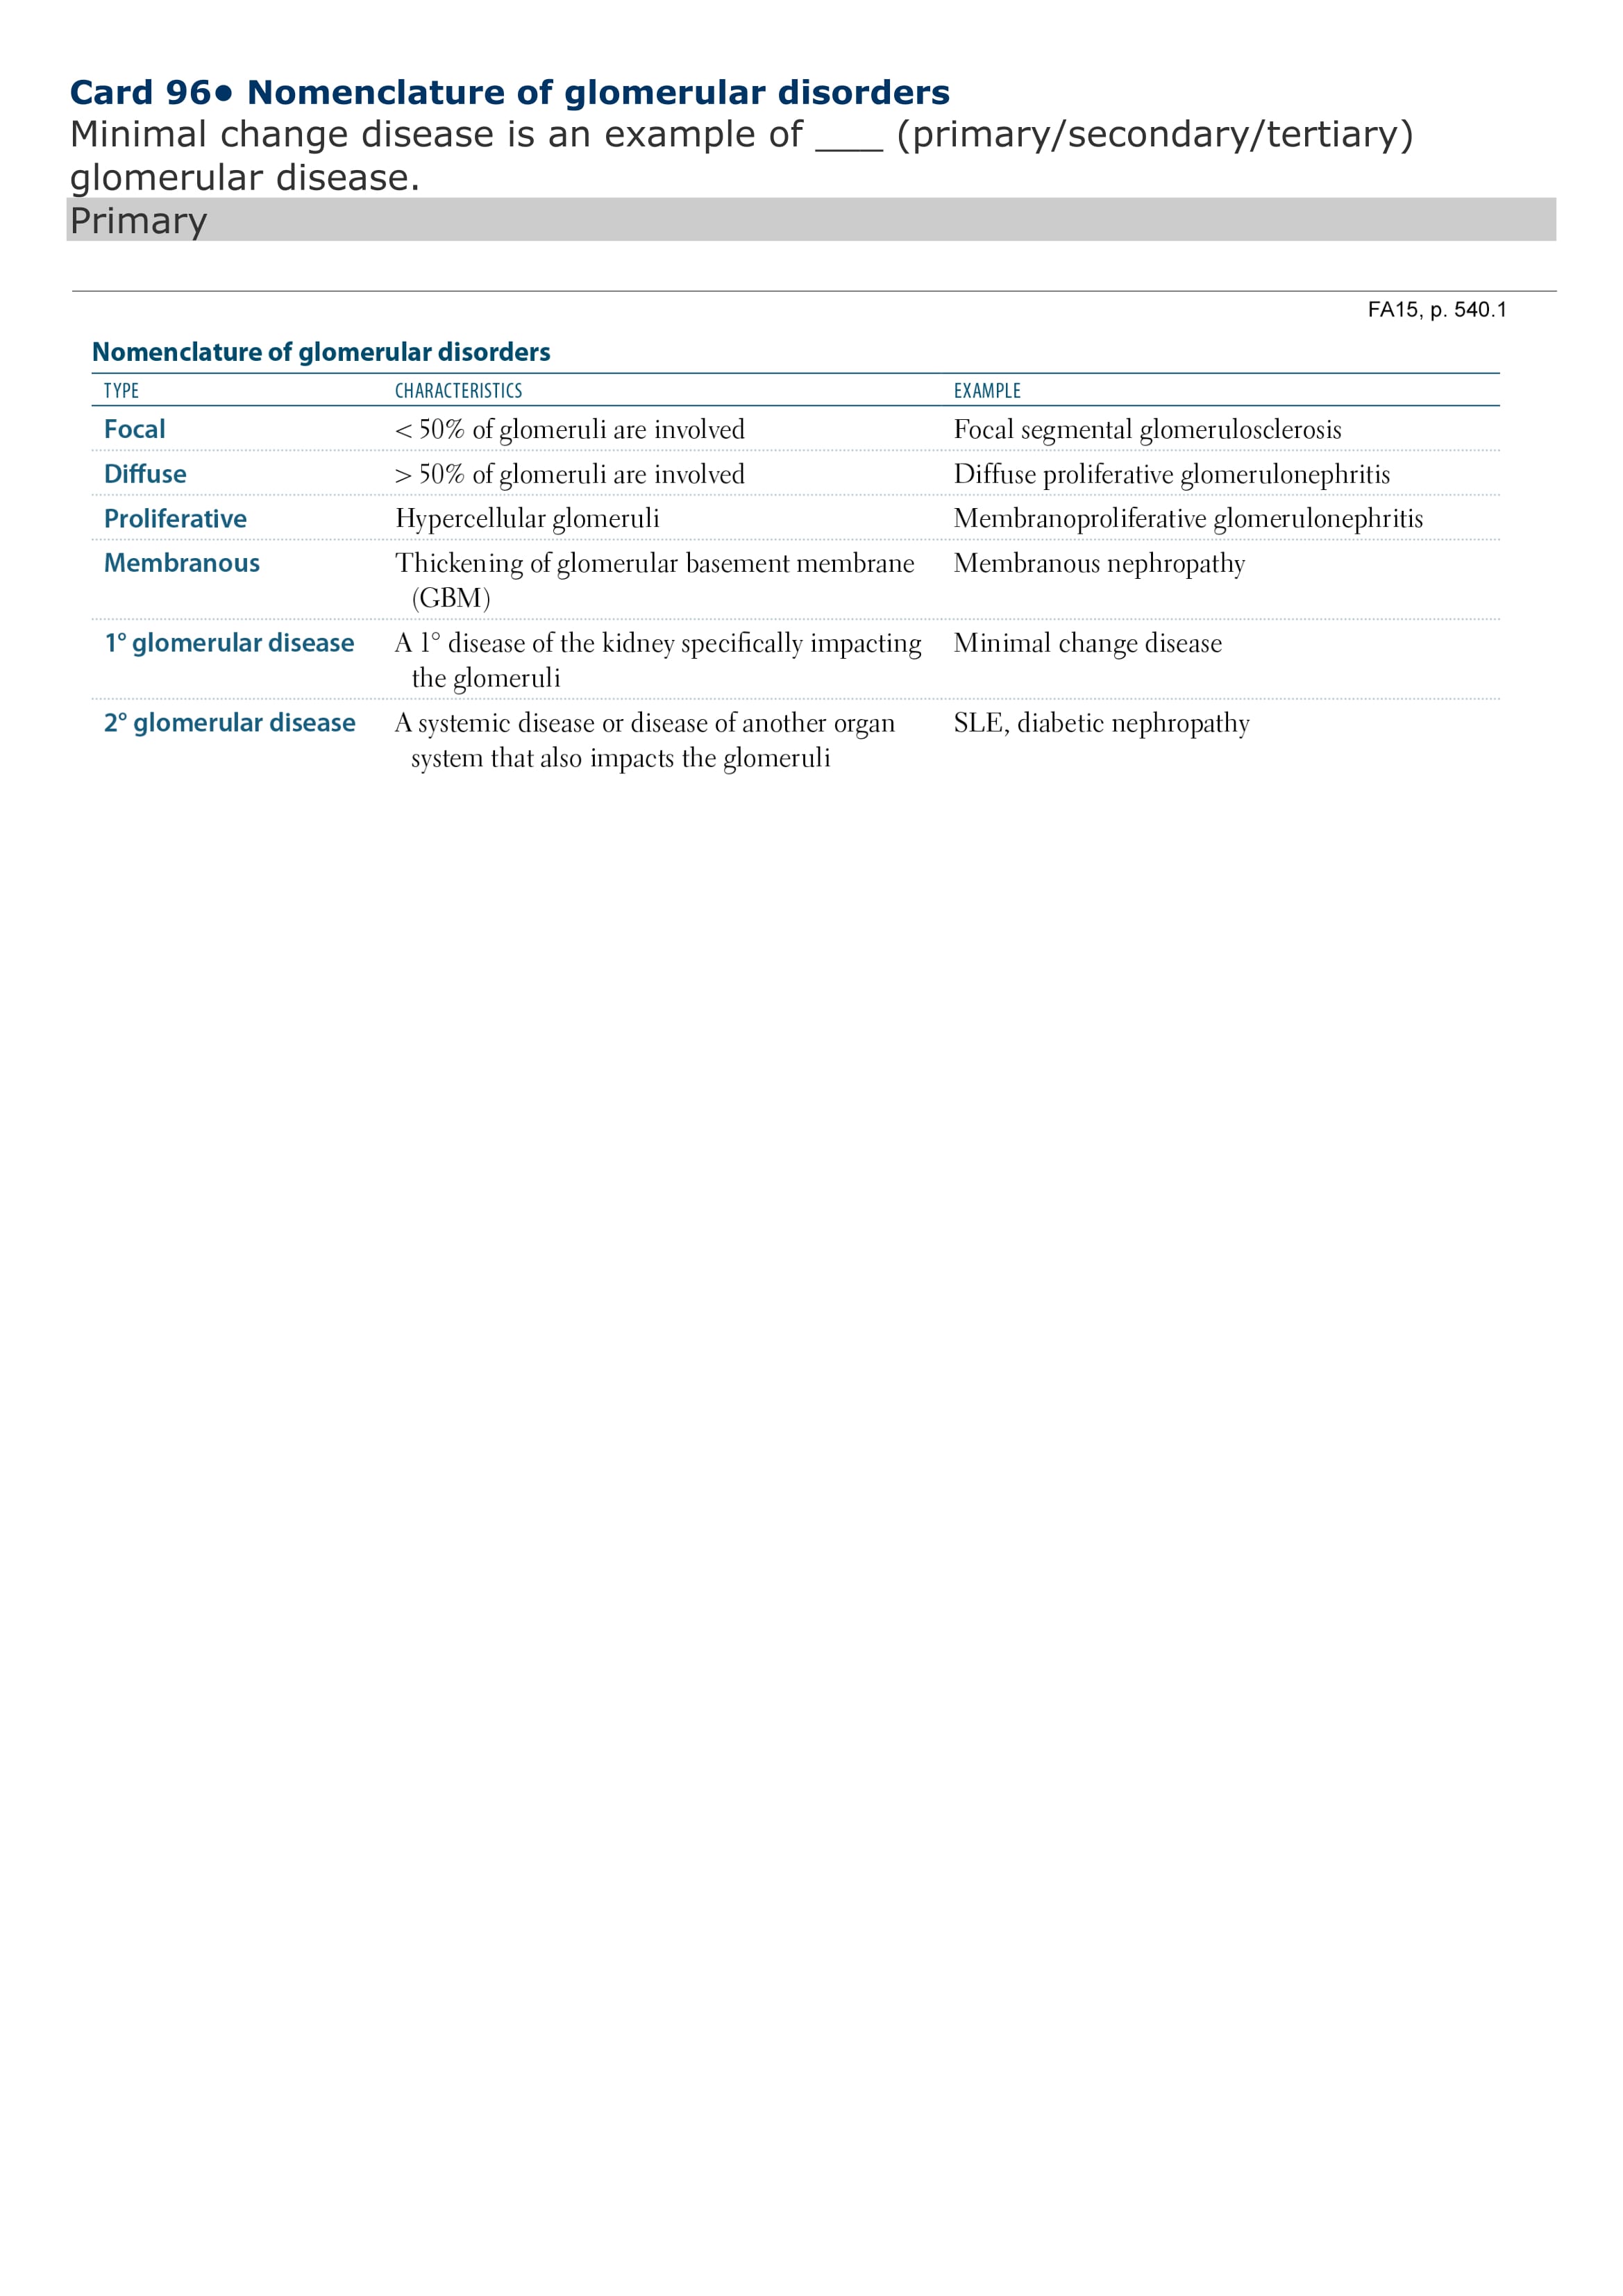 Card 96• Nomenclature of glomerular disorders
Minimal change disease is an example of ___ (primary/secondary/tertiary)
glomerular disease.
Primary
FA15, p. 540.1
Nomenclature of glomerular disorders
TYPE CHARACTERISTICS EXAMPLE
Focal < 50% of glomeruli are involved Focal segmental glomerulosclerosis
Diffuse > 50% of glomeruli are involved Diffuse proliferative glomerulonephritis
Proliferative Hypercellular glomeruli Membranoproliferative glomerulonephritis
Membranous Thickening of glomerular basement membrane Membranous nephropathy
(GBM)
1° glomerular disease A 1° disease of the kidney specifically impacting Minimal change disease
the glomeruli
2° glomerular disease A systemic disease or disease of another organ SLE, diabetic nephropathy
system that also impacts the glomeruli